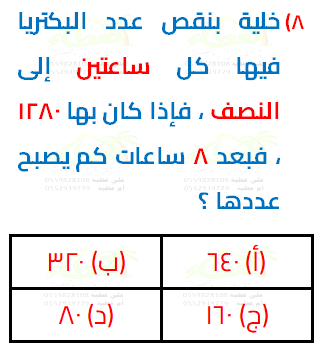 ٨) خلية بنقص عدد البكتريا
فيها كل ساعتين إلى
النصف ، فإذا كان بها ١٢٨٠
، فبعد ٨ ساعات كم يصبح
عددها ؟
(أ) ٦٤٠ (ب) ٣٢٠
(ج) ١٦٠ (د) ٨٠